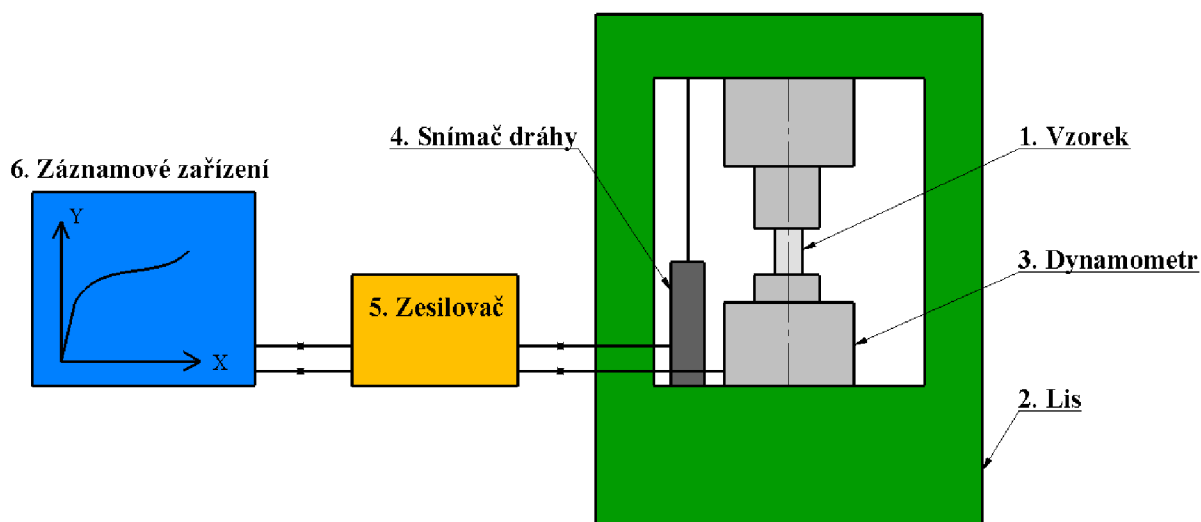 4. Snímač dráhy
1. Vzorek
6. Záznamové zařízení
Y
3. Dynamometr
5. Zesilovač
X
2. Lis